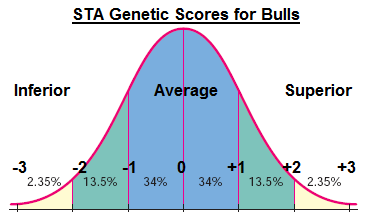 STA Genetic Scores for Bulls
Inferior Average Superior
-3 -2 -1 0 +1 +2 +3
2.35% 13.5% 34% 34% 13.5% 2.35%